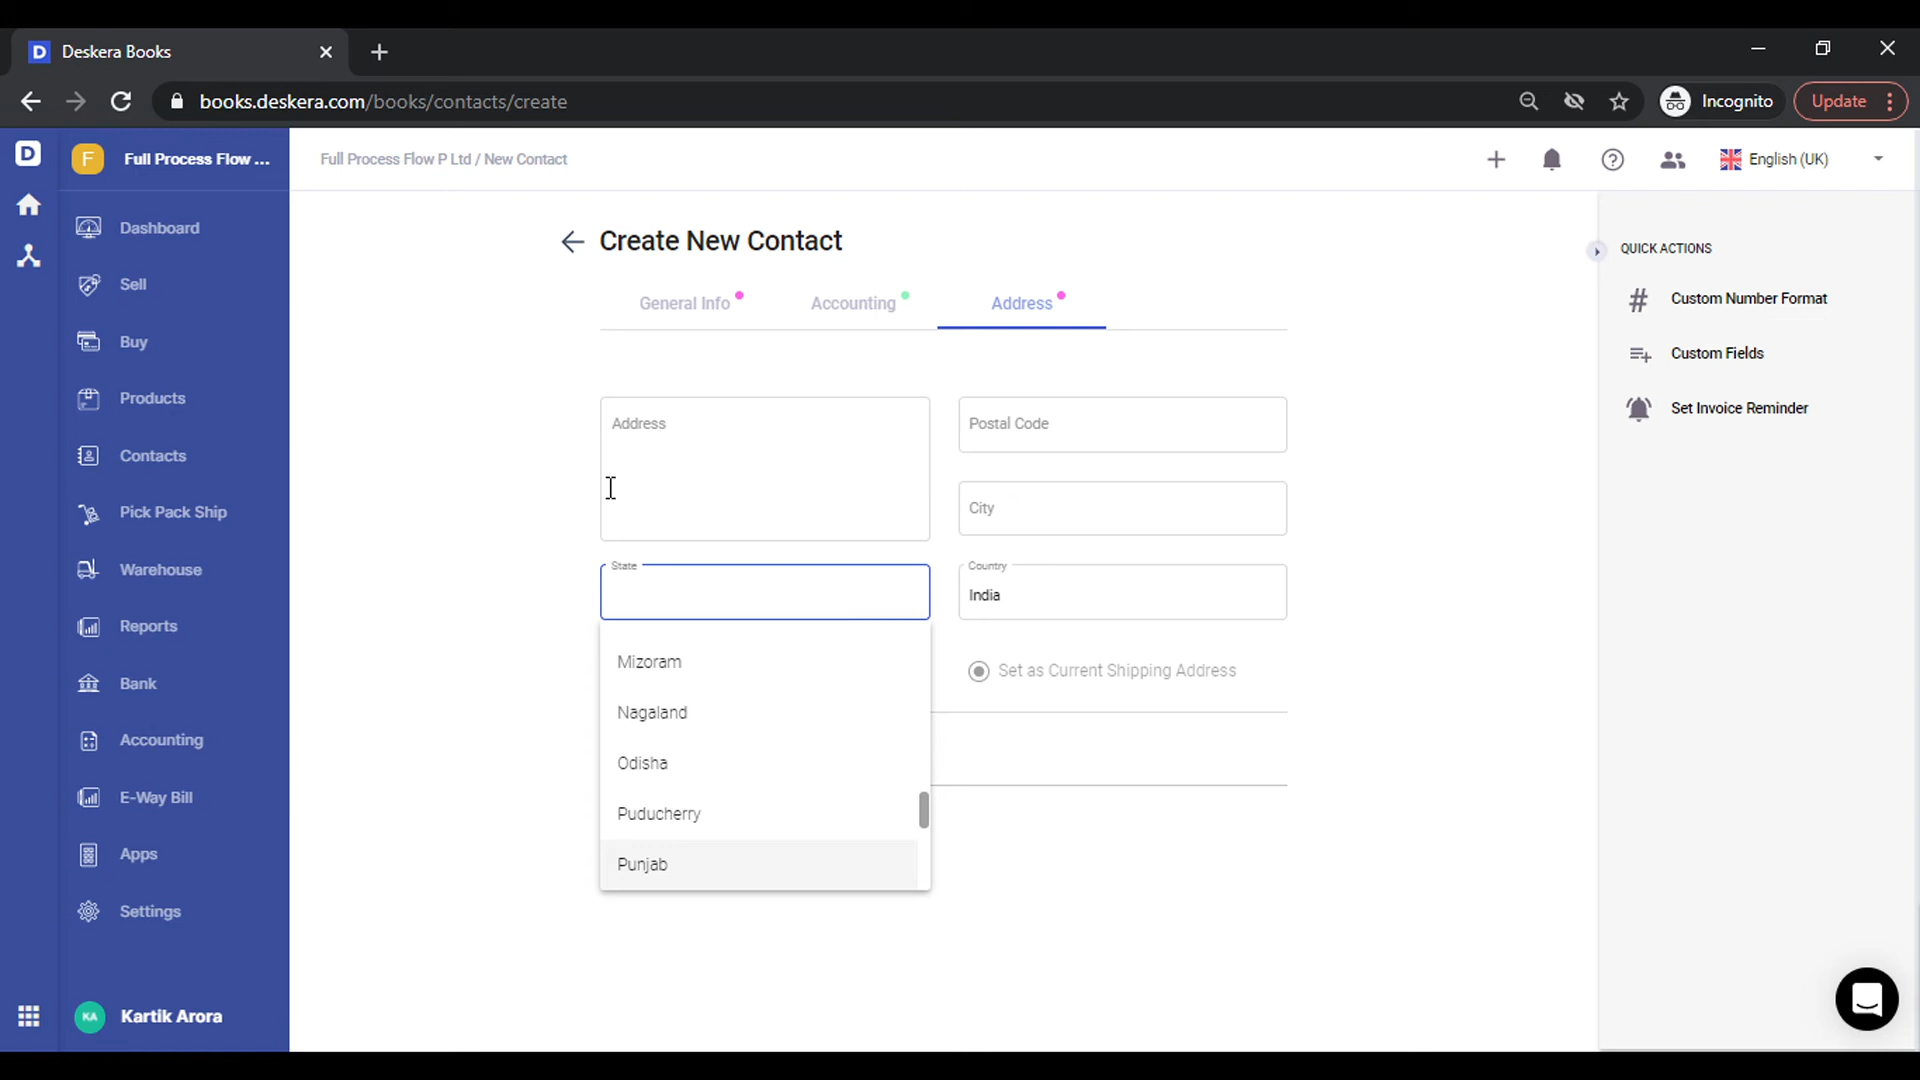 D Deskera Books
books.deskera.com/books/contacts/create
Incognito
Update
D
F Full Process Flow ...
Full Process Flow P Ltd / New Contact
English (UK)
Dashboard
Sell
Buy
Products
Contacts
Pick Pack Ship
Warehouse
Reports
Bank
Accounting
E-Way Bill
Apps
Settings
KA Kartik Arora
Create New Contact
General Info
Accounting
Address
Address
Postal Code
City
State
Country
India
Mizoram
Nagaland
Odisha
Puducherry
Punjab
Set as Current Shipping Address
QUICK ACTIONS
# Custom Number Format
Custom Fields
Set Invoice Reminder